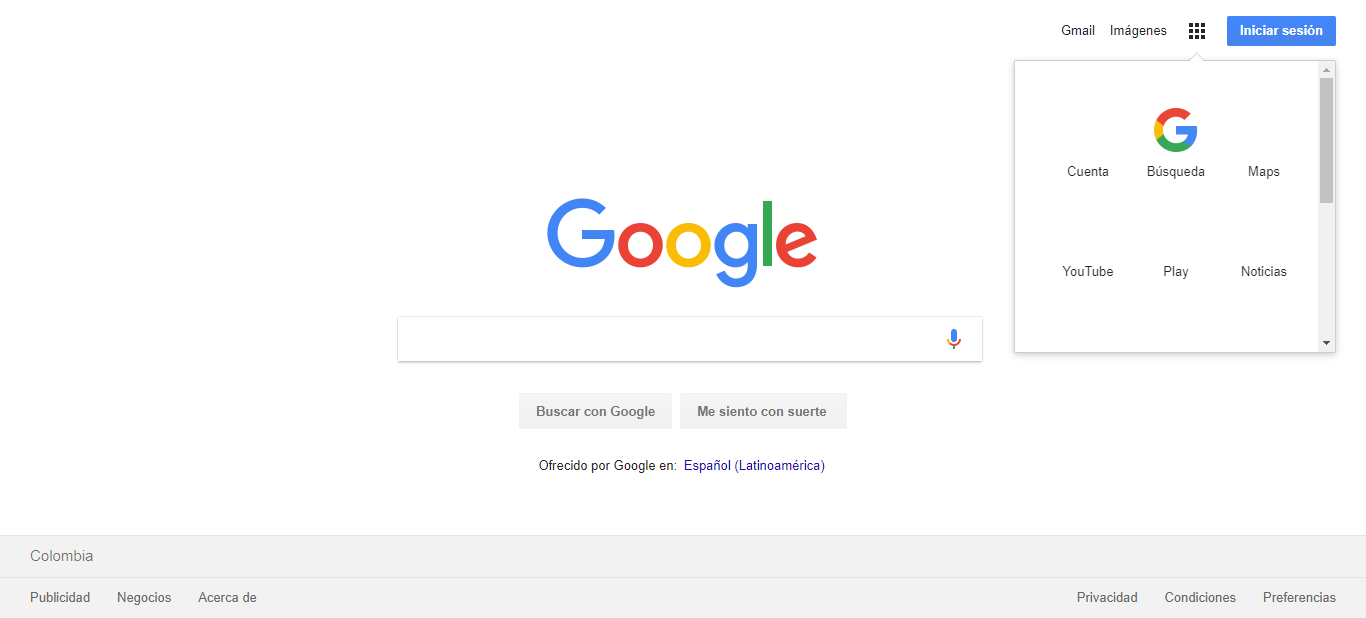 Gmail Imágenes Iniciar sesión
Cuenta Búsqueda Maps
YouTube Play Noticias
Google
Buscar con Google Me siento con suerte
Ofrecido por Google en: Español (Latinoamérica)
Colombia
Publicidad Negocios Acerca de Privacidad Condiciones Preferencias